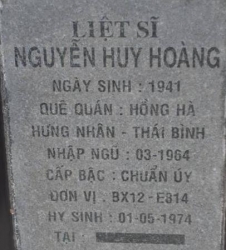 LIỆT SĨ
NGUYỄN HUY HOÀNG
NGÀY SINH : 1941
QUÊ QUÁN : HỒNG HÀ
HƯNG NHÂN - THÁI BÌNH
NHẬP NGŨ : 03-1964
CẤP BẬC : CHUẨN ÚY
ĐƠN VỊ . BX12-E814
HY SINH : 01-05-1974
TẠI :